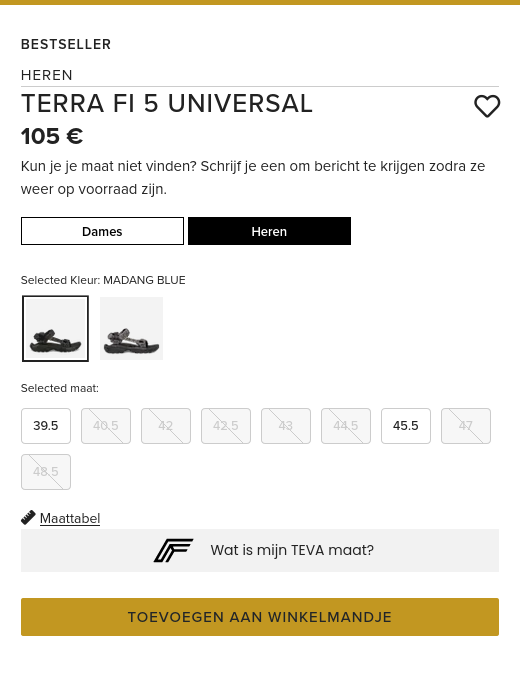 BESTSELLER
HEREN
TERRA FI 5 UNIVERSAL
105 €
Kun je je maat niet vinden? Schrijf je een om bericht te krijgen zodra ze
weer op voorraad zijn.
Dames Heren
Selected Kleur: MADANG BLUE
Selected maat:
39.5 40.5 42 42.5 43 44.5 45.5 47
48.5
Maattabel
Wat is mijn TEVA maat?
TOEVOEGEN AAN WINKELMANDJE